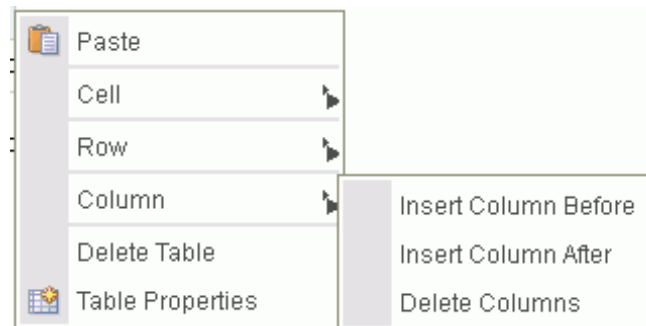 Paste
Cell
Row
Column
Insert Column Before
Delete Table
Insert Column After
Table Properties
Delete Columns